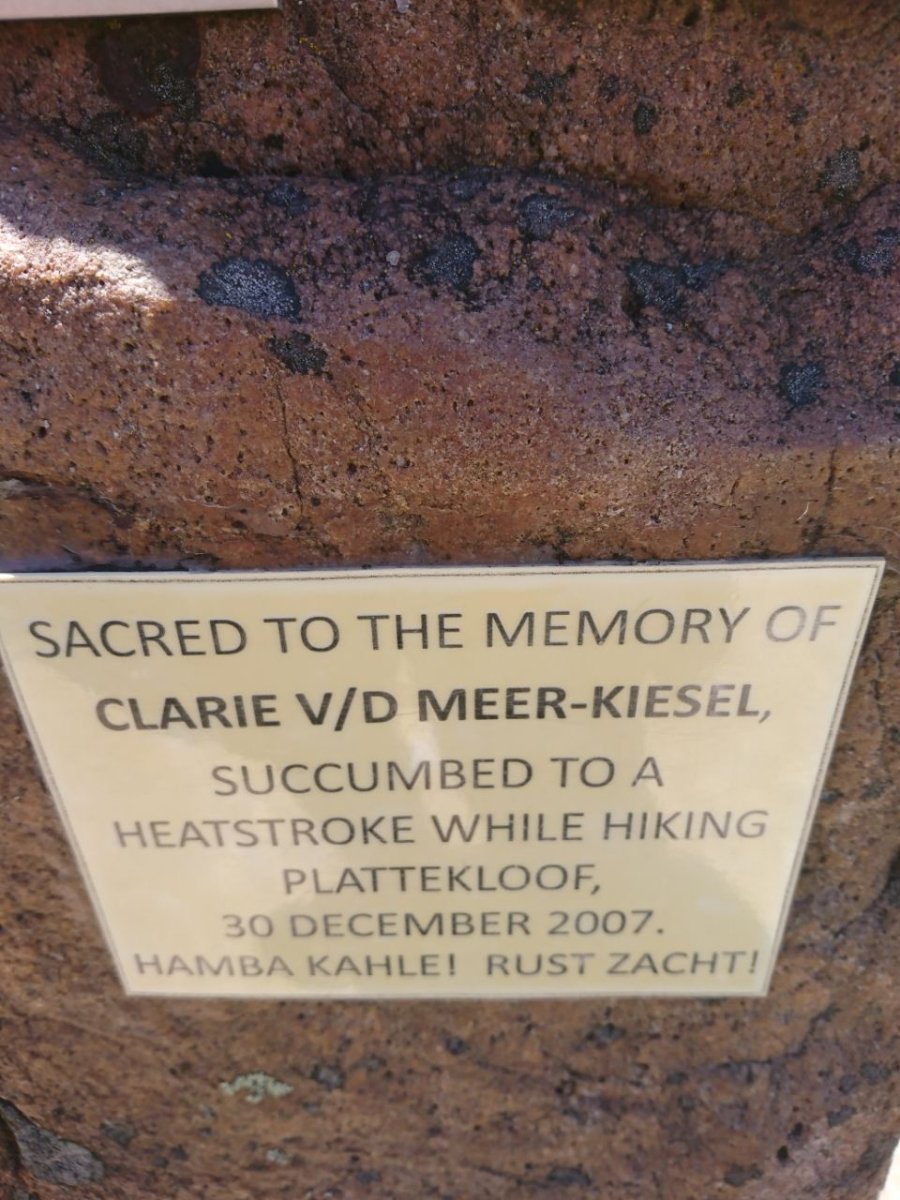 SACRED TO THE MEMORY OF
CLARIE V/D MEER-KIESEL,
SUCCUMBED TO A
HEATSTROKE WHILE HIKING
PLATTEKLOOF,
30 DECEMBER 2007.
HAMBA KAHLE! RUST ZACHT!